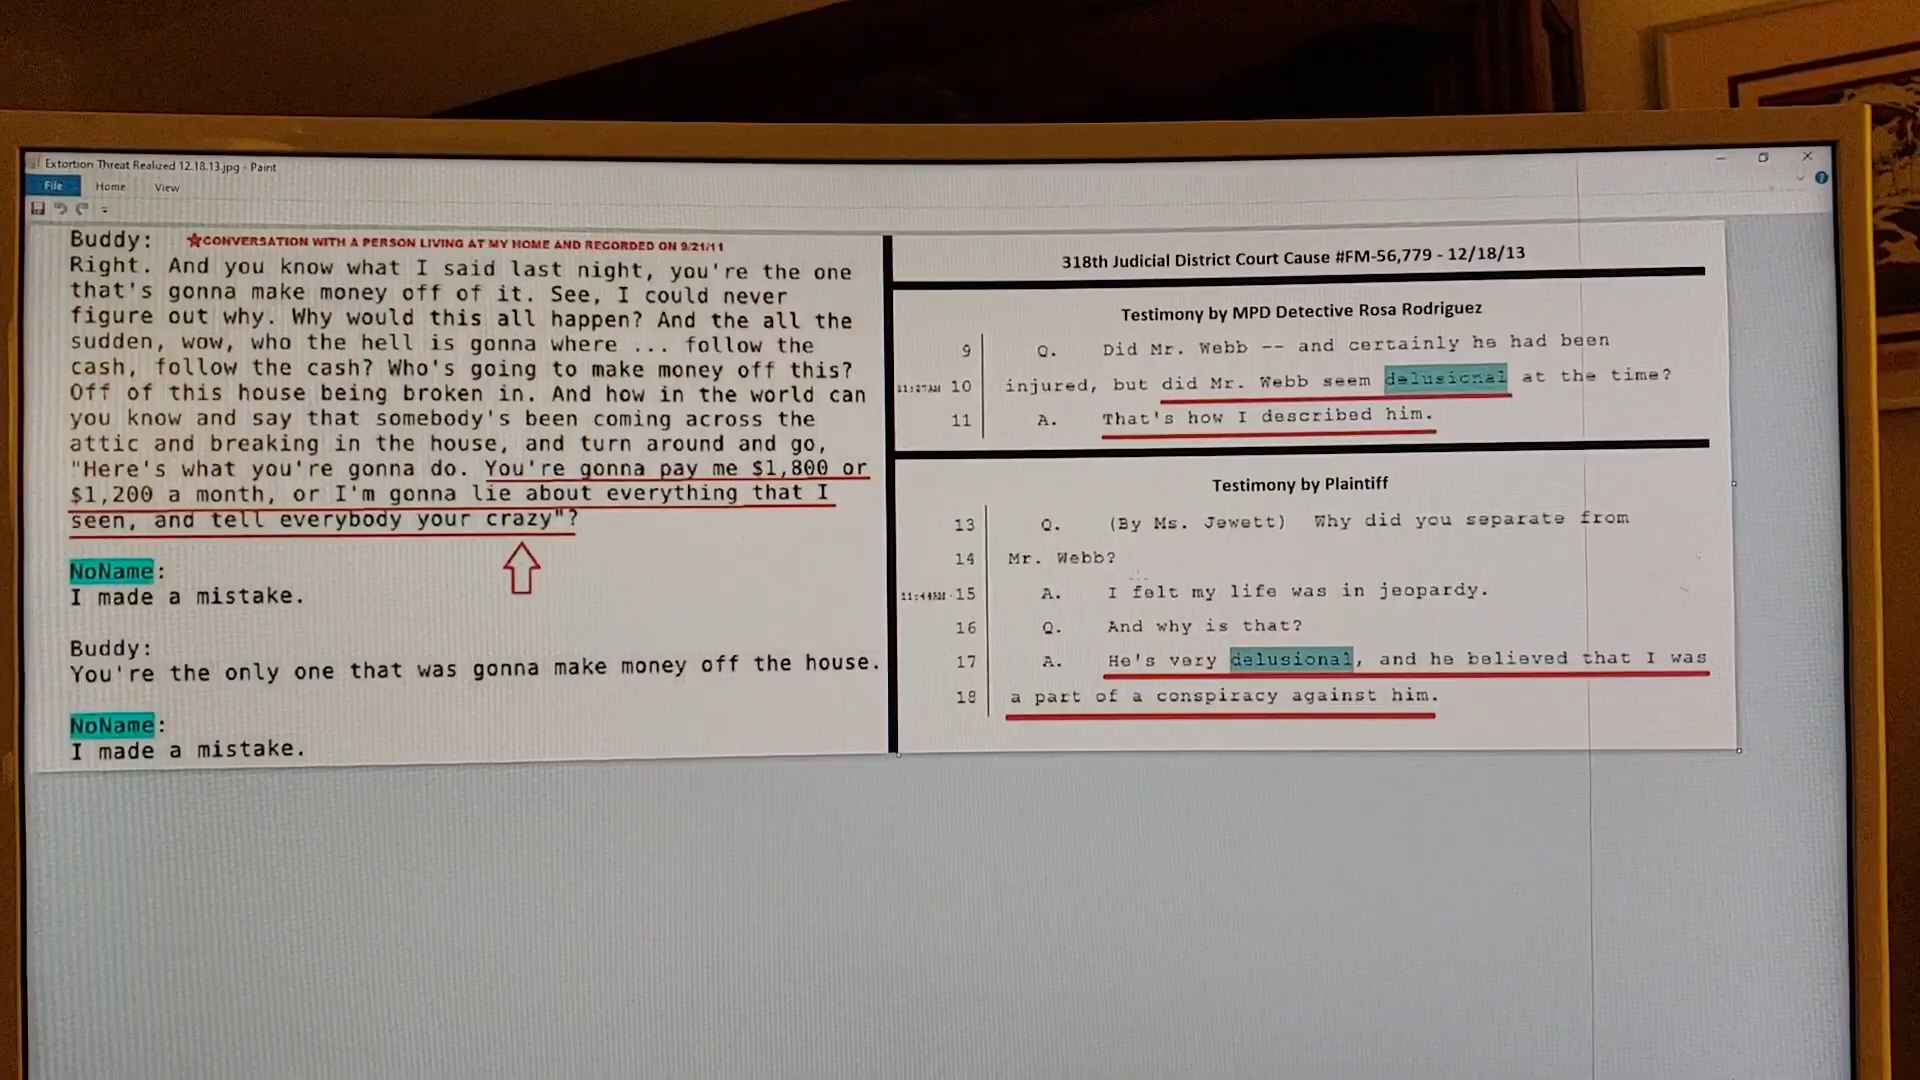 Extortion Threat Realized 12.18.13.jpg - Paint
File Home View
Buddy: CONVERSATION WITH A PERSON LIVING AT MY HOME AND RECORDED ON 9/21/11
Right. And you know what I said last night, you're the one
that's gonna make money off of it. See, I could never
figure out why. Why would this all happen? And the all the
sudden, wow, who the hell is gonna where ... follow the
cash, follow the cash? Who's going to make money off this?
Off of this house being broken in. And how in the world can
you know and say that somebody's been coming across the
attic and breaking in the house, and turn around and go,
"Here's what you're gonna do. You're gonna pay me $1,800 or
$1,200 a month, or I'm gonna lie about everything that I
seen, and tell everybody your crazy"?
NoName:
I made a mistake.
Buddy:
You're the only one that was gonna make money off the house.
NoName:
I made a mistake.
318th Judicial District Court Cause #FM-56,779 - 12/18/13
Testimony by MPD Detective Rosa Rodriguez
9 Q. Did Mr. Webb -- and certainly he had been
11:27AM 10 injured, but did Mr. Webb seem delusional at the time?
11 A. That's how I described him.
Testimony by Plaintiff
13 Q. (By Ms. Jewett) Why did you separate from
14 Mr. Webb?
11:44AM 15 A. I felt my life was in jeopardy.
16 Q. And why is that?
17 A. He's very delusional, and he believed that I was
18 a part of a conspiracy against him.